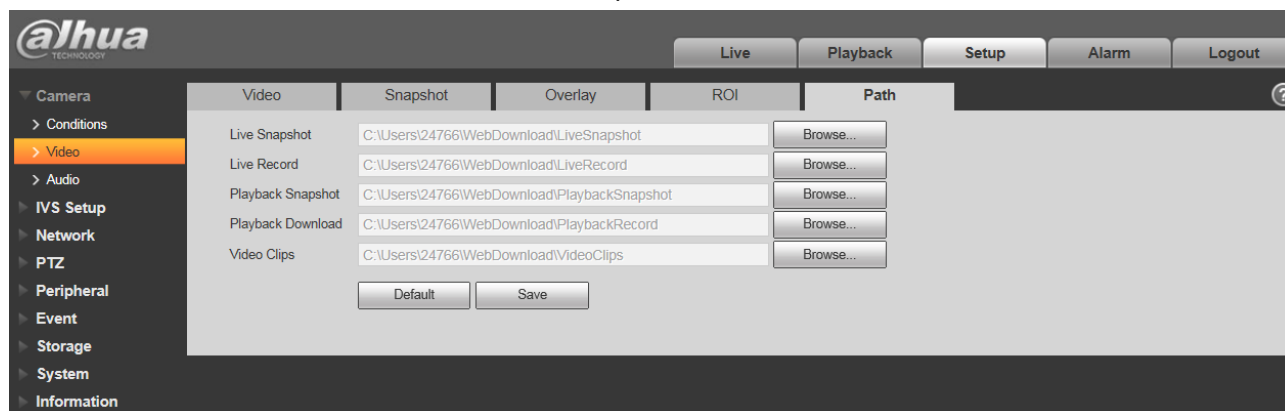 alhua
TECHNOLOGY
Live Playback Setup Alarm Logout
Camera Video Snapshot Overlay ROI Path ?
> Conditions
> Video
> Audio
IVS Setup
Network
PTZ
Peripheral
Event
Storage
System
Information
Live Snapshot C:\Users\24766\WebDownload\LiveSnapshot Browse...
Live Record C:\Users\24766\WebDownload\LiveRecord Browse...
Playback Snapshot C:\Users\24766\WebDownload\PlaybackSnapshot Browse...
Playback Download C:\Users\24766\WebDownload\PlaybackRecord Browse...
Video Clips C:\Users\24766\WebDownload\VideoClips Browse...
Default Save